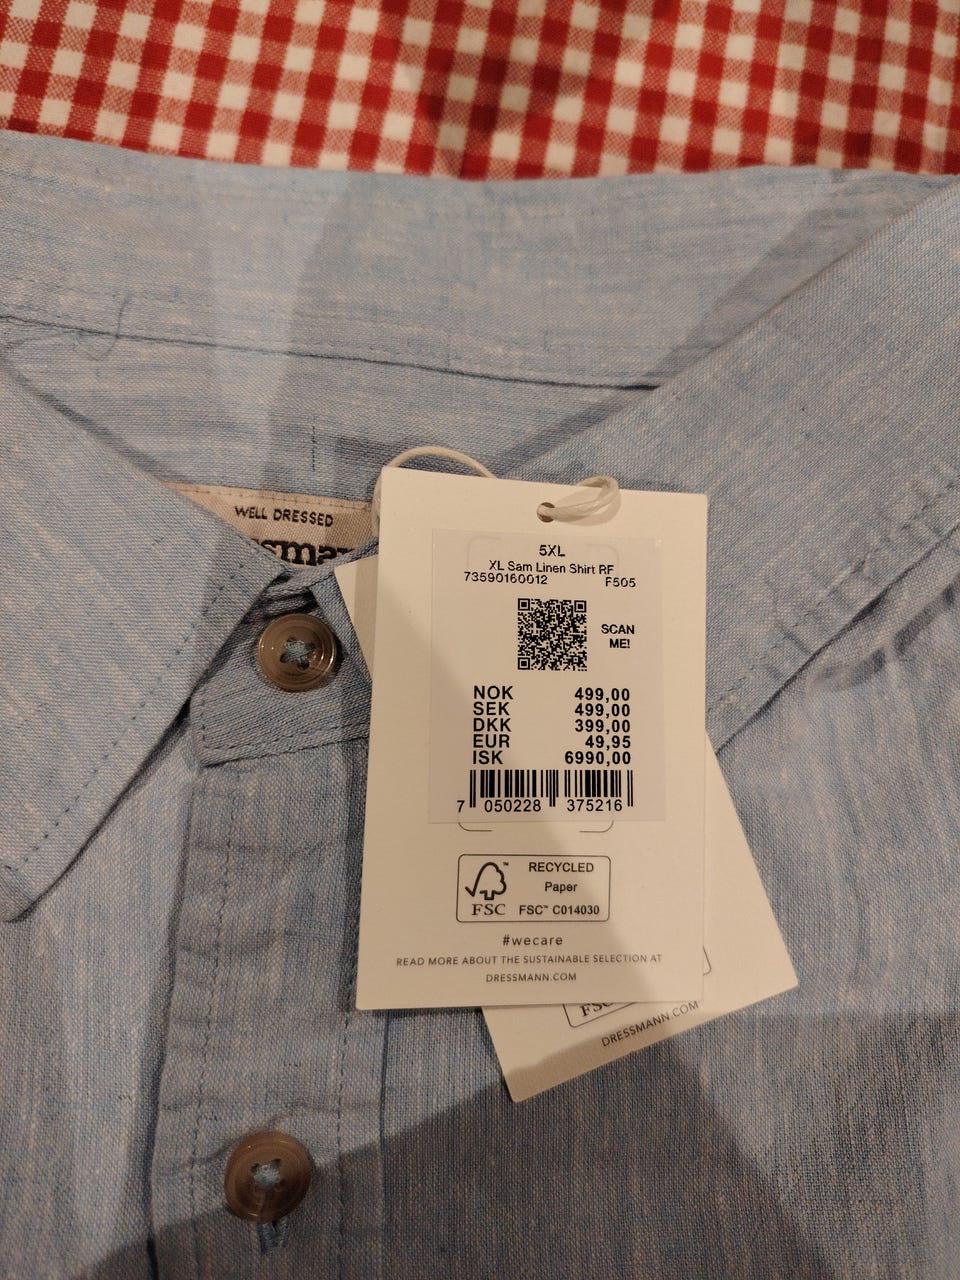 WELL DRESSED
5XL
XL Sam Linen Shirt RF
73590160012 F505
SCAN
ME!
NOK 499,00
SEK 499,00
DKK 399,00
EUR 49,95
ISK 6990,00
7 050228 375216
RECYCLED
Paper
FSC FSC™ C014030
#wecare
READ MORE ABOUT THE SUSTAINABLE SELECTION AT
DRESSMANN.COM
FSC
DRESSMANN.COM